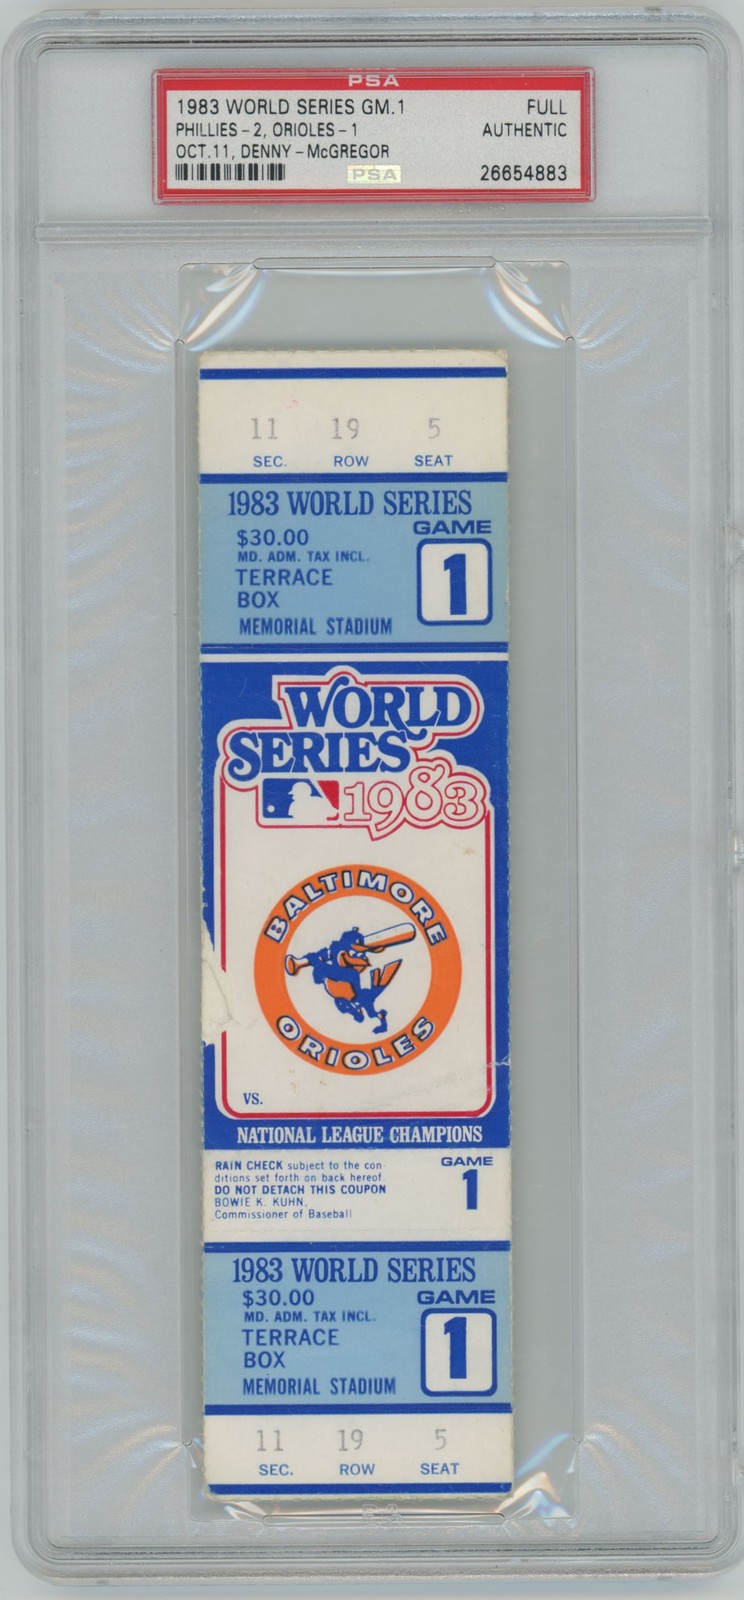 PSA
1983 WORLD SERIES GM.1 FULL
PHILLIES-2, ORIOLES-1 AUTHENTIC
OCT.11, DENNY-McGREGOR
PSA 26654883
11 19 5
SEC. ROW SEAT
1983 WORLD SERIES
$30.00 GAME
MD. ADM. TAX INCL. 1
TERRACE
BOX
MEMORIAL STADIUM
WORLD
SERIES
1983
BALTIMORE
ORIOLES
VS.
NATIONAL LEAGUE CHAMPIONS
RAIN CHECK subject to the con- GAME
ditions set forth on back hereof. 1
DO NOT DETACH THIS COUPON
BOWIE K. KUHN,
Commissioner of Baseball
1983 WORLD SERIES
$30.00 GAME
MD. ADM. TAX INCL. 1
TERRACE
BOX
MEMORIAL STADIUM
11 19 5
SEC. ROW SEAT